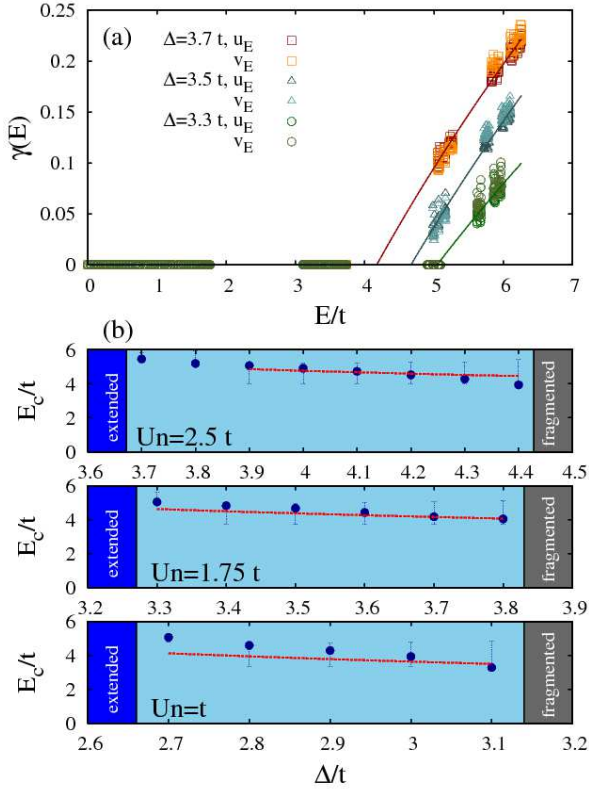 (a)
Δ=3.7 t, u_E
v_E
Δ=3.5 t, u_E
v_E
Δ=3.3 t, u_E
v_E
γ(E)
0.25
0.2
0.15
0.1
0.05
0
0 1 2 3 4 5 6 7
E/t
(b)
E_c/t
6
4
2
0
extended
Un=2.5 t
fragmented
3.6 3.7 3.8 3.9 4.0 4.1 4.2 4.3 4.4 4.5
E_c/t
6
4
2
0
extended
Un=1.75 t
fragmented
3.2 3.3 3.4 3.5 3.6 3.7 3.8 3.9
E_c/t
6
4
2
0
extended
Un=t
fragmented
2.6 2.7 2.8 2.9 3 3.1 3.2
Δ/t